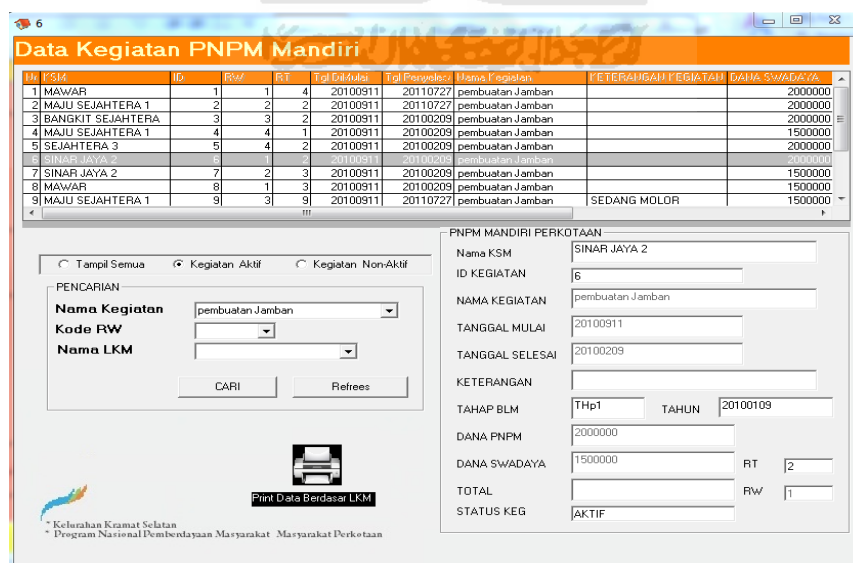 6
Data Kegiatan PNPM Mandiri
KSM ID RW RT Tgl DiMulai Nama Kegiatan KETERANGAN KEGIATAN DANA SWADAYA
1 MAWAR 1 1 4 20100911 20110727 pembuatan Jamban 2000000
2 MAJU SEJAHTERA 1 2 2 2 20100911 20110727 pembuatan Jamban 2000000
3 BANGKIT SEJAHTERA 3 3 2 20100911 20100209 pembuatan Jamban 2000000
4 MAJU SEJAHTERA 1 4 4 1 20100911 20100209 pembuatan Jamban 1500000
5 SEJAHTERA 3 5 4 2 20100911 20100209 pembuatan Jamban 2000000
6 SINAR JAYA 2 6 1 2 20100911 20100209 pembuatan Jamban 2000000
7 SINAR JAYA 2 7 2 3 20100911 20100209 pembuatan Jamban 1500000
8 MAWAR 8 1 3 20100911 20100209 pembuatan Jamban 1500000
9 MAJU SEJAHTERA 1 9 3 9 20100911 20110727 pembuatan Jamban SEDANG MOLOR 1500000
Tampil Semua Kegiatan Aktif Kegiatan Non-Aktif
PENCARIAN
Nama Kegiatan pembuatan Jamban
Kode RW
Nama LKM
CARI Refrees
Print Data Berdasar LKM
* Kelurahan Kramat Selatan
* Program Nasional Pemberdayaan Masyarakat Masyarakat Perkotaan
PNPM MANDIRI PERKOTAAN
Nama KSM SINAR JAYA 2
ID KEGIATAN 6
NAMA KEGIATAN pembuatan Jamban
TANGGAL MULAI 20100911
TANGGAL SELESAI 20100209
KETERANGAN
TAHAP BLM THp1 TAHUN 20100109
DANA PNPM 2000000
DANA SWADAYA 1500000 RT 2
TOTAL RW 1
STATUS KEG AKTIF